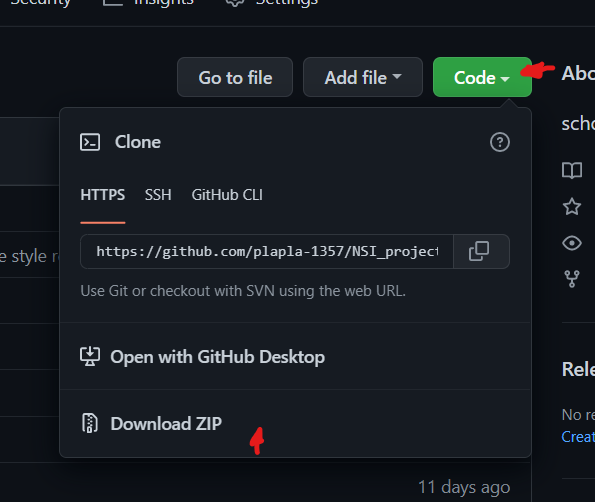 Security Insights Settings
Go to file Add file Code
Abo
Clone
scho
HTTPS SSH GitHub CLI
https://github.com/plapla-1357/NSI_project
e style r
Use Git or checkout with SVN using the web URL.
Open with GitHub Desktop
Rele
Download ZIP
No re
Creat
11 days ago